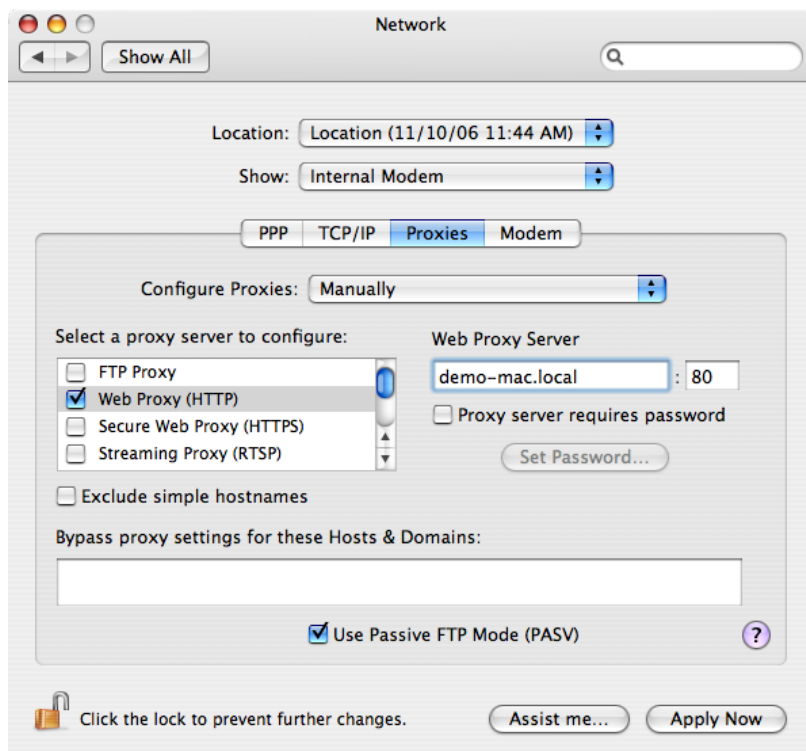 Network
Show All
Location: Location (11/10/06 11:44 AM)
Show: Internal Modem
PPP TCP/IP Proxies Modem
Configure Proxies: Manually
Select a proxy server to configure:
FTP Proxy
Web Proxy (HTTP)
Secure Web Proxy (HTTPS)
Streaming Proxy (RTSP)
Web Proxy Server
demo-mac.local : 80
Proxy server requires password
Set Password...
Exclude simple hostnames
Bypass proxy settings for these Hosts & Domains:
Use Passive FTP Mode (PASV)
?
Click the lock to prevent further changes.
Assist me...
Apply Now